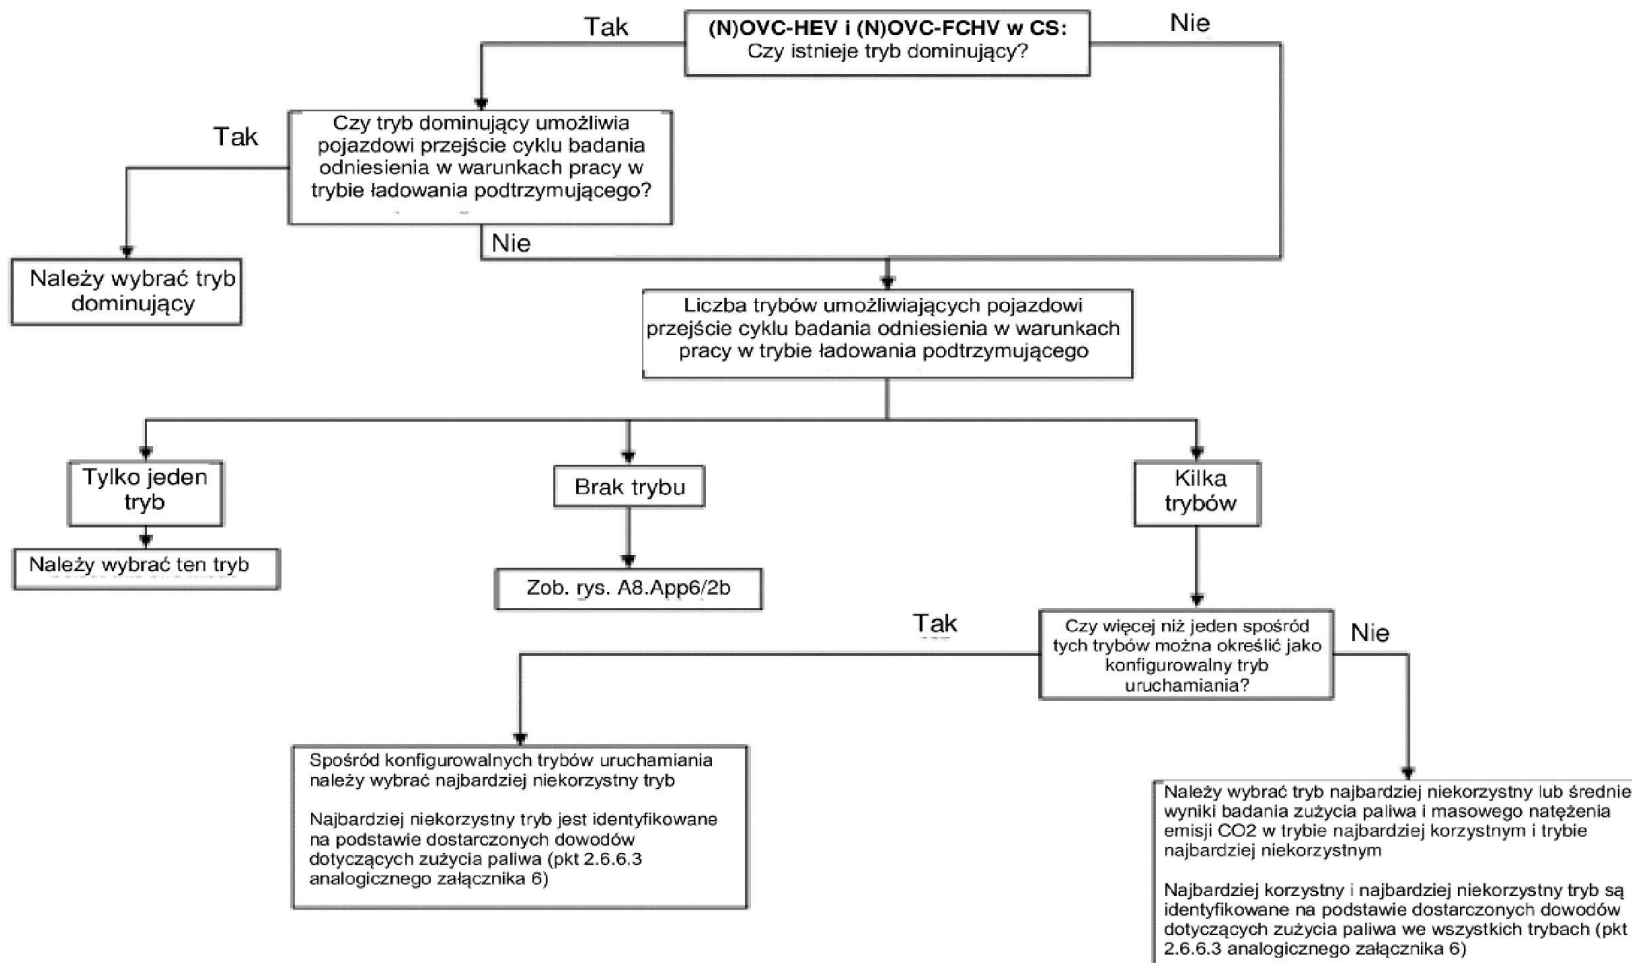 (N)OVC-HEV i (N)OVC-FCHV w CS:
Czy istnieje tryb dominujący?
Tak
Nie
Czy tryb dominujący umożliwia
pojazdowi przejście cyklu badania
odniesienia w warunkach pracy w
trybie ładowania podtrzymującego?
Tak
Nie
Należy wybrać tryb
dominujący
Liczba trybów umożliwiających pojazdowi
przejście cyklu badania odniesienia w warunkach
pracy w trybie ładowania podtrzymującego
Tylko jeden
tryb
Brak trybu
Kilka
trybów
Należy wybrać ten tryb
Zob. rys. A8.App6/2b
Czy więcej niż jeden spośród
tych trybów można określić jako
konfigurowalny tryb
uruchamiania?
Tak
Nie
Spośród konfigurowalnych trybów uruchamiania
należy wybrać najbardziej niekorzystny tryb
Najbardziej niekorzystny tryb jest identyfikowane
na podstawie dostarczonych dowodów
dotyczących zużycia paliwa (pkt 2.6.6.3
analogicznego załącznika 6)
Należy wybrać tryb najbardziej niekorzystny lub średnie
wyniki badania zużycia paliwa i masowego natężenia
emisji CO2 w trybie najbardziej korzystnym i trybie
najbardziej niekorzystnym
Najbardziej korzystny i najbardziej niekorzystny tryb są
identyfikowane na podstawie dostarczonych dowodów
dotyczących zużycia paliwa we wszystkich trybach (pkt
2.6.6.3 analogicznego załącznika 6)